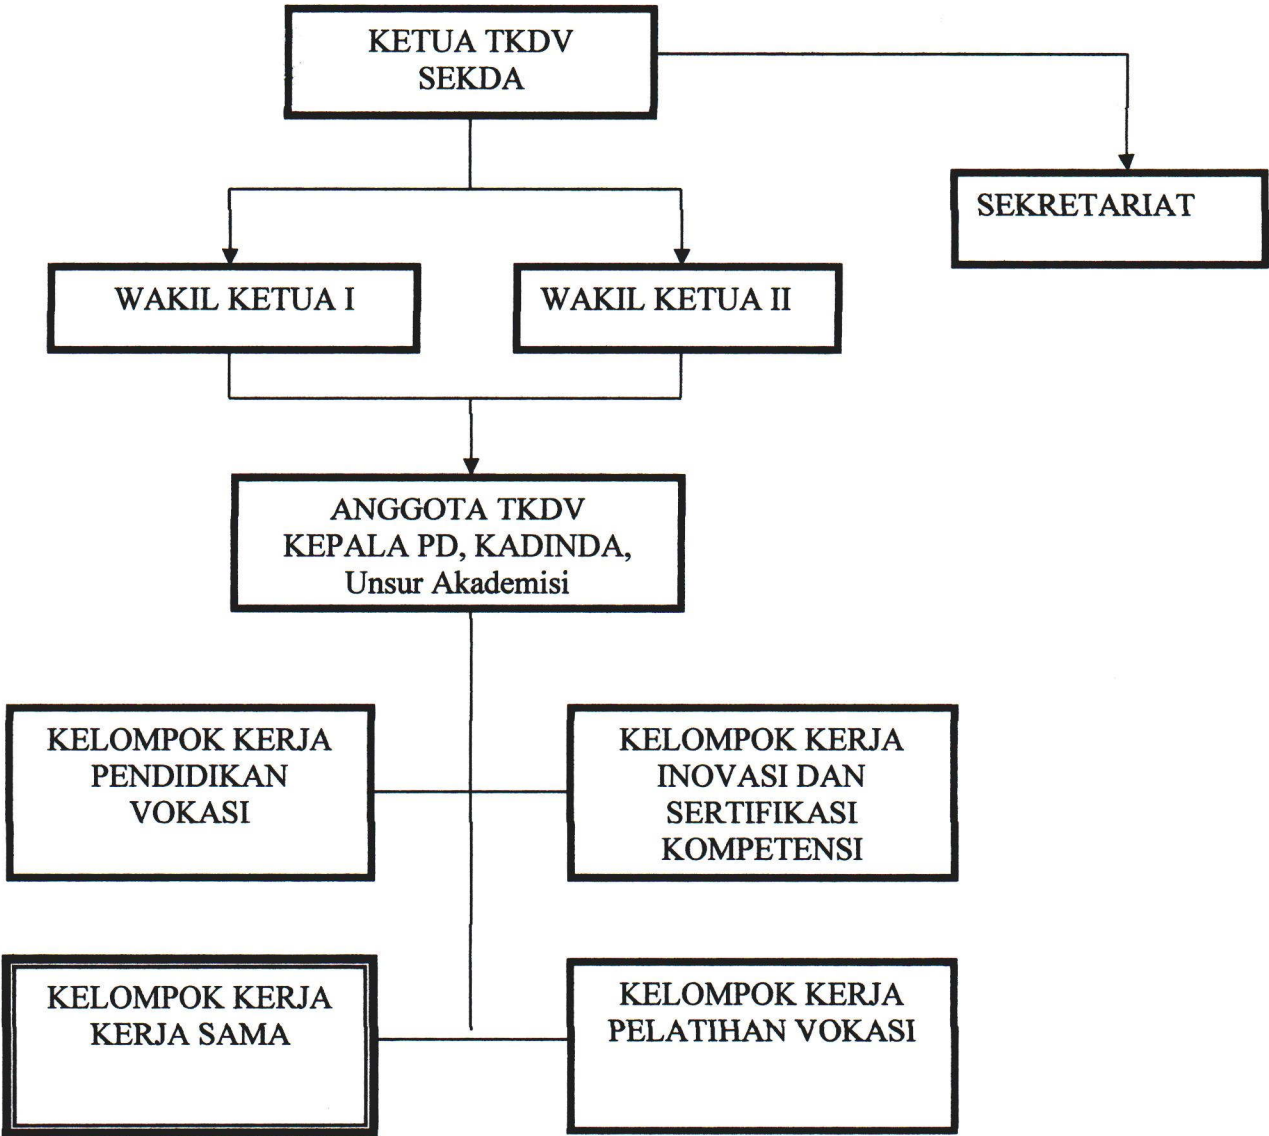 KETUA TKDV
SEKDA
SEKRETARIAT
WAKIL KETUA I
WAKIL KETUA II
ANGGOTA TKDV
KEPALA PD, KADINDA,
Unsur Akademisi
KELOMPOK KERJA
PENDIDIKAN
VOKASI
KELOMPOK KERJA
INOVASI DAN
SERTIFIKASI
KOMPETENSI
KELOMPOK KERJA
KERJA SAMA
KELOMPOK KERJA
PELATIHAN VOKASI